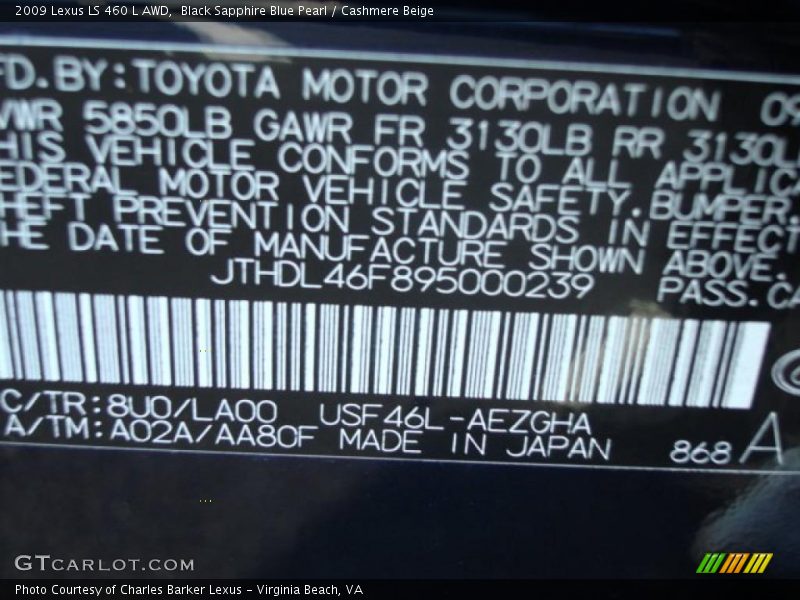 2009 Lexus LS 460 L AWD,  Black Sapphire Blue Pearl / Cashmere Beige
FD.BY:TOYOTA MOTOR CORPORATION 09
VWR 5850LB GAWR FR 3130LB RR 3130L
HIS VEHICLE CONFORMS TO ALL APPLICA
EDERAL MOTOR VEHICLE SAFETY.BUMPER.
HEFT PREVENTION STANDARDS IN EFFECT
HE DATE OF MANUFACTURE SHOWN ABOVE.
JTHDL46F895000239 PASS.CA
C/TR:8U0/LA00 USF46L-AEZGHA
A/TM:A02A/AA80F MADE IN JAPAN 868 A
GTCARLOT.COM
Photo Courtesy of Charles Barker Lexus - Virginia Beach, VA